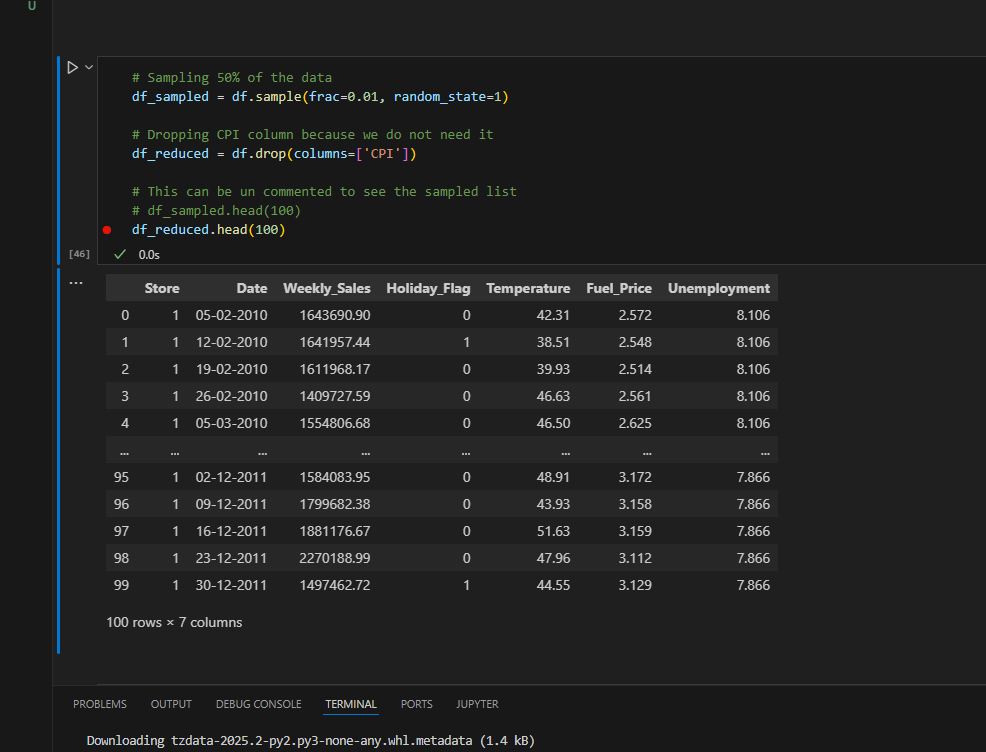 U
# Sampling 50% of the data
df_sampled = df.sample(frac=0.01, random_state=1)
# Dropping CPI column because we do not need it
df_reduced = df.drop(columns=['CPI'])
# This can be un commented to see the sampled list
# df_sampled.head(100)
df_reduced.head(100)
[46] 0.0s
... Store Date Weekly_Sales Holiday_Flag Temperature Fuel_Price Unemployment
0 1 05-02-2010 1643690.90 0 42.31 2.572 8.106
1 1 12-02-2010 1641957.44 1 38.51 2.548 8.106
2 1 19-02-2010 1611968.17 0 39.93 2.514 8.106
3 1 26-02-2010 1409727.59 0 46.63 2.561 8.106
4 1 05-03-2010 1554806.68 0 46.50 2.625 8.106
... ... ... ... ... ... ... ...
95 1 02-12-2011 1584083.95 0 48.91 3.172 7.866
96 1 09-12-2011 1799682.38 0 43.93 3.158 7.866
97 1 16-12-2011 1881176.67 0 51.63 3.159 7.866
98 1 23-12-2011 2270188.99 0 47.96 3.112 7.866
99 1 30-12-2011 1497462.72 1 44.55 3.129 7.866
100 rows × 7 columns
PROBLEMS OUTPUT DEBUG CONSOLE TERMINAL PORTS JUPYTER
Downloading tzdata-2025.2-py2.py3-none-any.whl.metadata (1.4 kB)